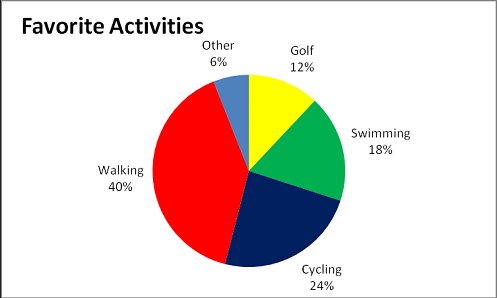 Favorite Activities
Other
6%
Golf
12%
Swimming
18%
Walking
40%
Cycling
24%